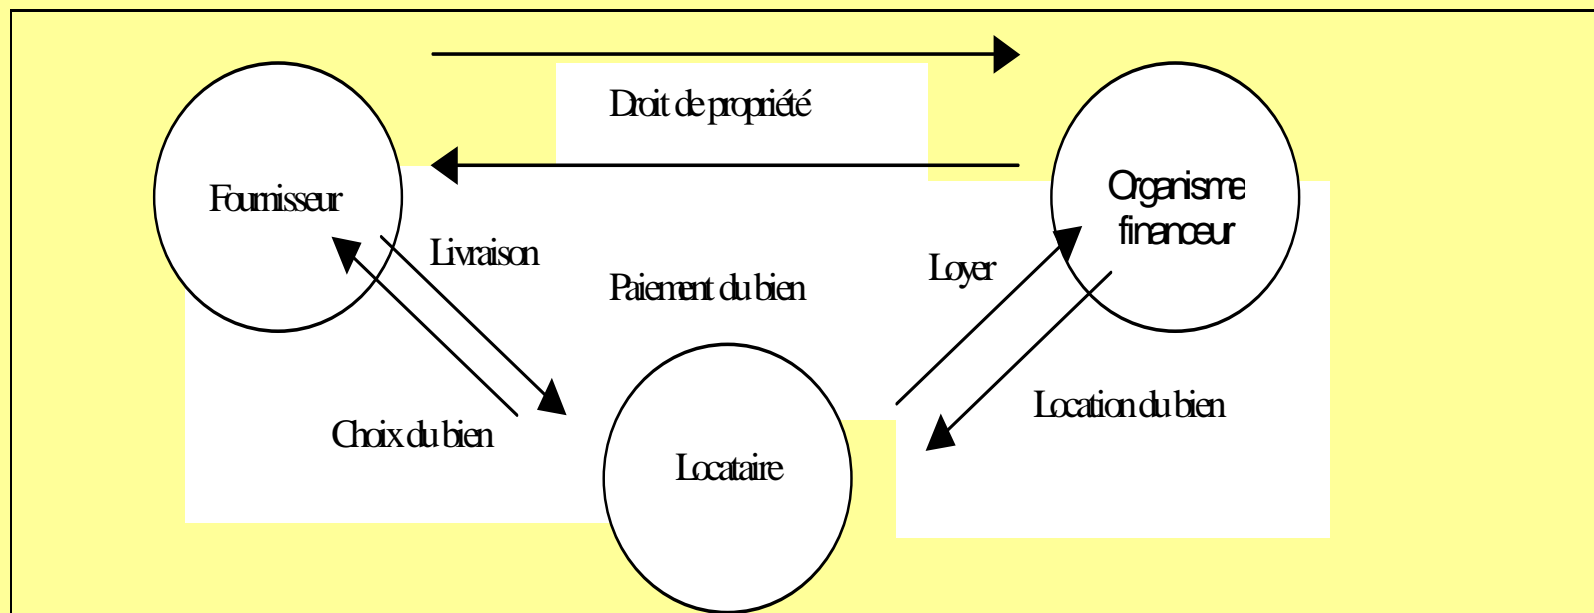 Droit de propriété
Fournisseur
Organisme
financeur
Livraison
Loyer
Paiement du bien
Location du bien
Choix du bien
Locataire